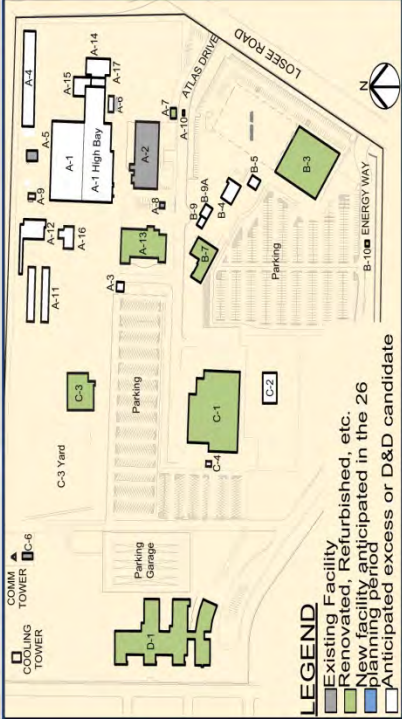 LOSEE ROAD
ATLAS DRIVE
N
A-4
A-14
A-15
A-17
A-6
A-5
A-1
A-1 High Bay
A-7
A-10
A-9
A-2
A-12
A-16
A-8
A-13
A-11
A-3
B-9
B-9A
B-4
B-5
B-3
B-7
Parking
B-10
ENERGY WAY
C-3
C-3 Yard
Parking
C-1
C-2
C-4
COMM
TOWER
C-6
COOLING
TOWER
Parking
Garage
D-1
LEGEND
Existing Facility
Renovated, Refurbished, etc.
New facility anticipated in the 26
planning period
Anticipated excess or D&D candidate